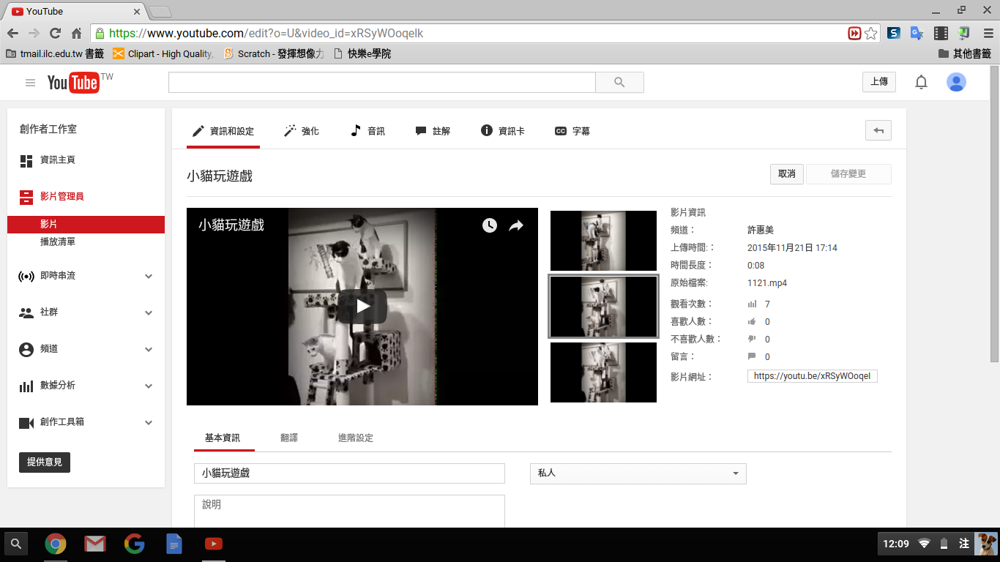 YouTube
https://www.youtube.com/edit?o=U&video_id=xRSyWOoqeIk
tmail.ilc.edu.tw 書籤
Clipart - High Quality,
Scratch - 發揮想像力
快樂e學院
其他書籤
YouTube TW
上傳
創作者工作室
資訊主頁
影片管理員
影片
播放清單
即時串流
社群
頻道
數據分析
創作工具箱
提供意見
資訊和設定
強化
音訊
註解
資訊卡
CC 字幕
小貓玩遊戲
取消
儲存變更
小貓玩遊戲
影片資訊
頻道： 許惠美
上傳時間:： 2015年11月21日 17:14
時間長度： 0:08
原始檔案: 1121.mp4
觀看次數： 7
喜歡人數： 0
不喜歡人數： 0
留言： 0
影片網址： https://youtu.be/xRSyWOoqeI
基本資訊
翻譯
進階設定
小貓玩遊戲
私人
說明
12:09
注